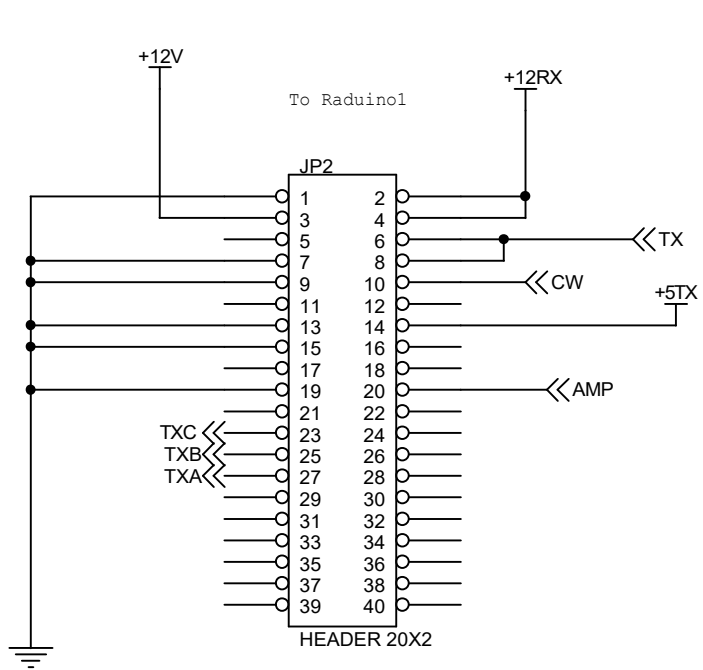 +12V
+12RX
To Raduino1
JP2
1 2
3 4
5 6 TX
7 8
9 10 CW
+5TX
11 12
13 14
15 16
17 18
19 20 AMP
21 22
TXC 23 24
TXB 25 26
TXA 27 28
29 30
31 32
33 34
35 36
37 38
39 40
HEADER 20X2